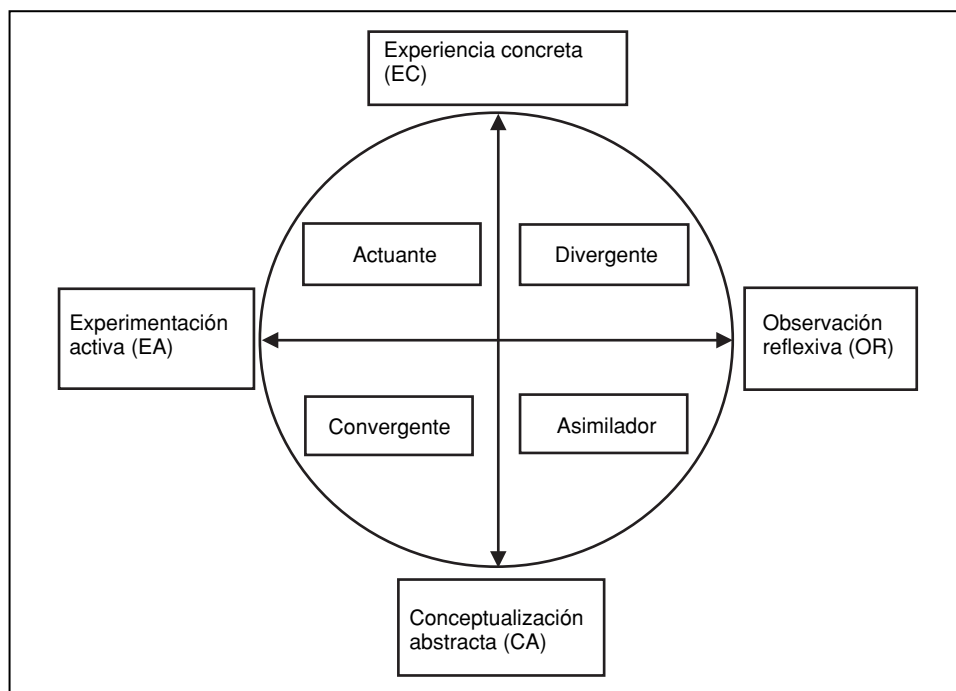 Experiencia concreta
(EC)
Actuante
Divergente
Experimentación
activa (EA)
Observación
reflexiva (OR)
Convergente
Asimilador
Conceptualización
abstracta (CA)